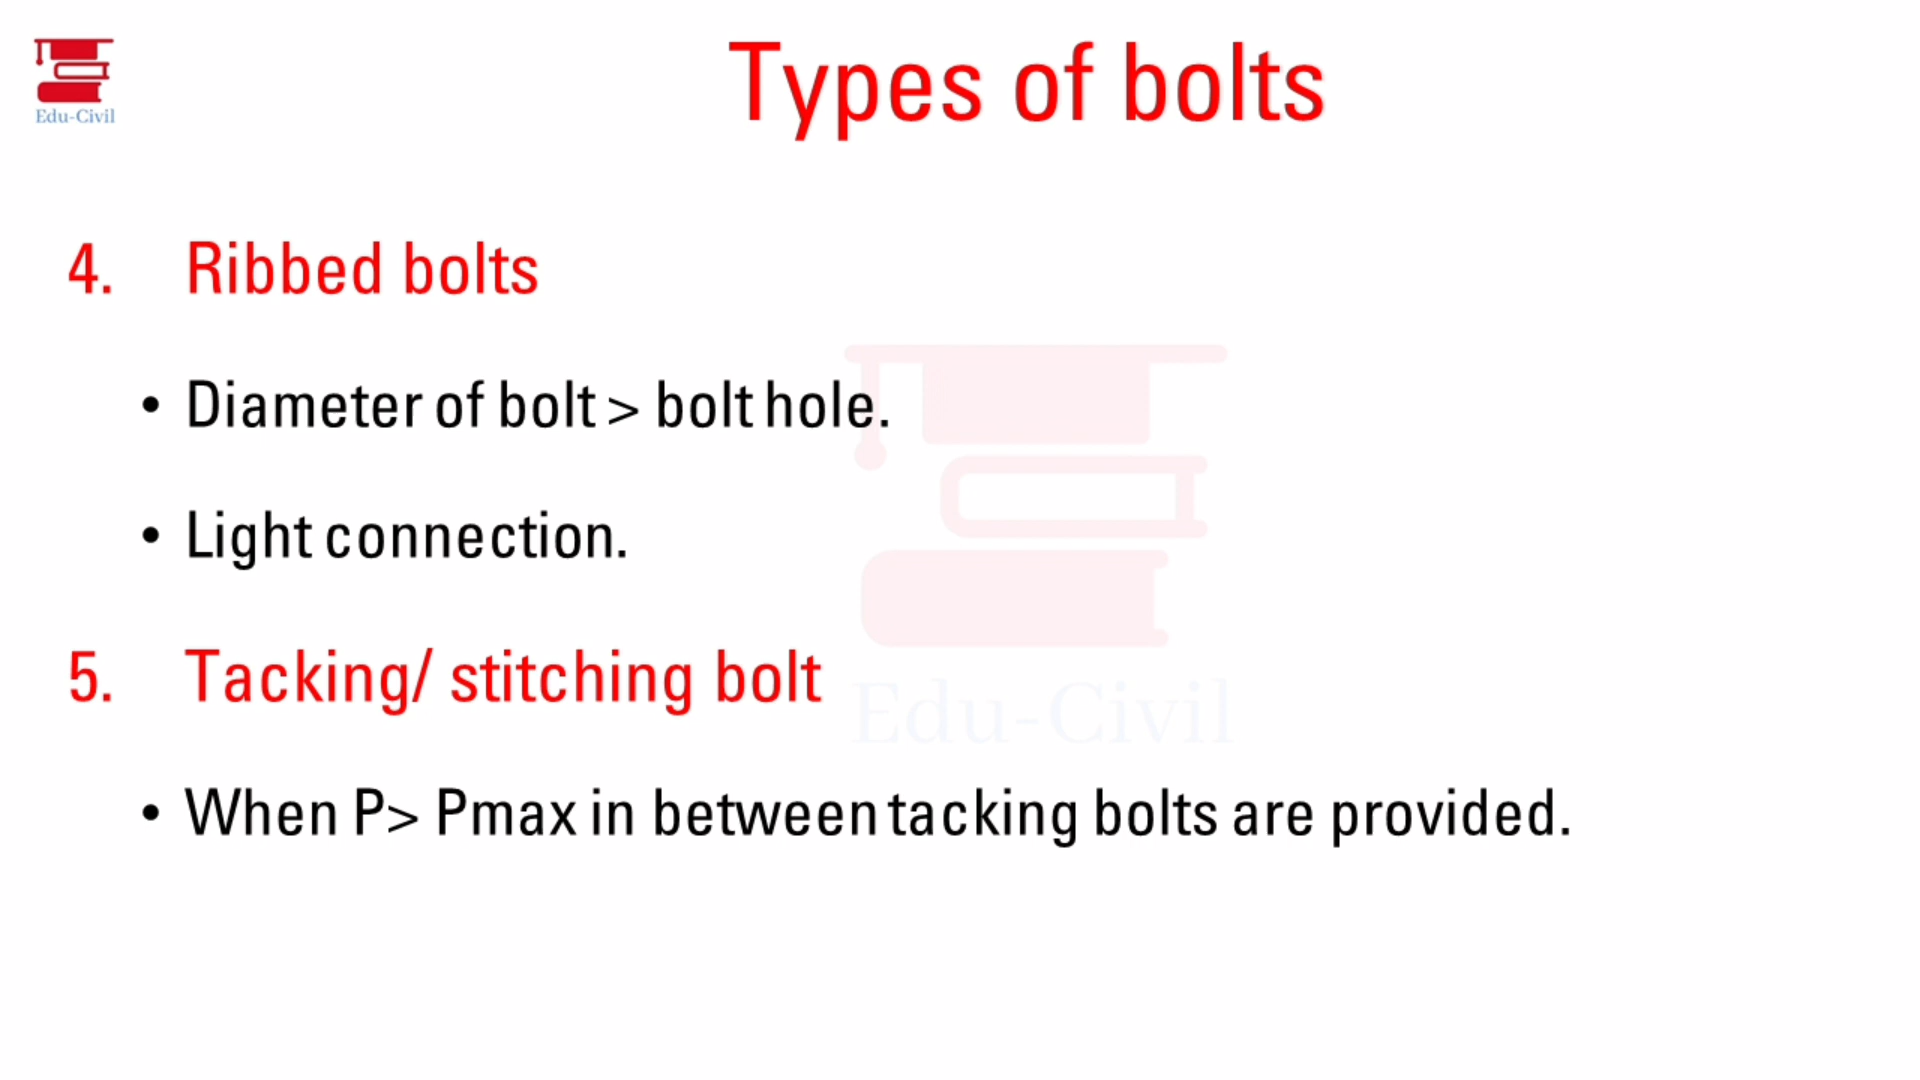 Edu-Civil
Types of bolts
4. Ribbed bolts
• Diameter of bolt > bolt hole.
• Light connection.
5. Tacking/ stitching bolt
Edu-Civil
• When P> Pmax in between tacking bolts are provided.